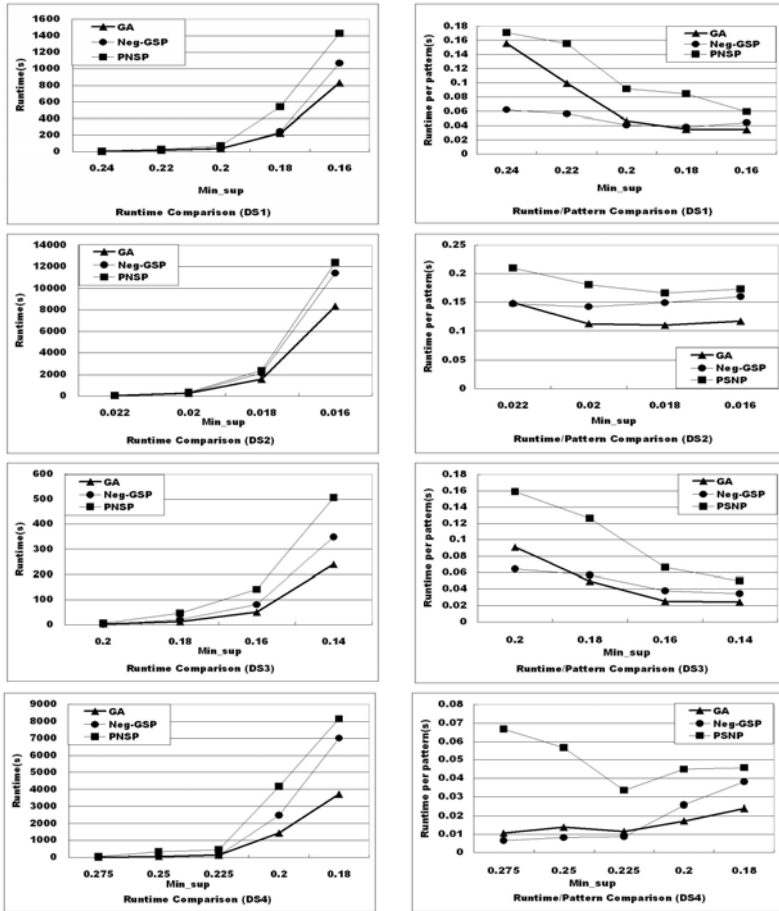 1600
1400
1200
1000
800
600
400
200
0
Runtime(s)
GA
Neg-GSP
PNSP
0.24 0.22 0.2 0.18 0.16
Min_sup
Runtime Comparison (DS1)
0.18
0.16
0.14
0.12
0.1
0.08
0.06
0.04
0.02
0
Runtime per pattern(s)
GA
Neg-GSP
PNSP
0.24 0.22 0.2 0.18 0.16
Min_sup
Runtime/Pattern Comparison (DS1)
14000
12000
10000
8000
6000
4000
2000
0
Runtime(s)
GA
Neg-GSP
PNSP
0.022 0.02 0.018 0.016
Min_sup
Runtime Comparison (DS2)
0.25
0.2
0.15
0.1
0.05
0
Runtime per pattern(s)
GA
Neg-GSP
PSNP
0.022 0.02 0.018 0.016
Min_sup
Runtime/Pattern Comparison (DS2)
600
500
400
300
200
100
0
Runtime(s)
GA
Neg-GSP
PNSP
0.2 0.18 0.16 0.14
Min_sup
Runtime Comparison (DS3)
0.18
0.16
0.14
0.12
0.1
0.08
0.06
0.04
0.02
0
Runtime per pattern(s)
GA
Neg-GSP
PSNP
0.2 0.18 0.16 0.14
Min_sup
Runtime/Pattern Comparison (DS3)
9000
8000
7000
6000
5000
4000
3000
2000
1000
0
Runtime(s)
GA
Neg-GSP
PNSP
0.275 0.25 0.225 0.2 0.18
Min_sup
Runtime Comparison (DS4)
0.08
0.07
0.06
0.05
0.04
0.03
0.02
0.01
0
Runtime per pattern(s)
GA
Neg-GSP
PSNP
0.275 0.25 0.225 0.2 0.18
Min_sup
Runtime/Pattern Comparison (DS4)